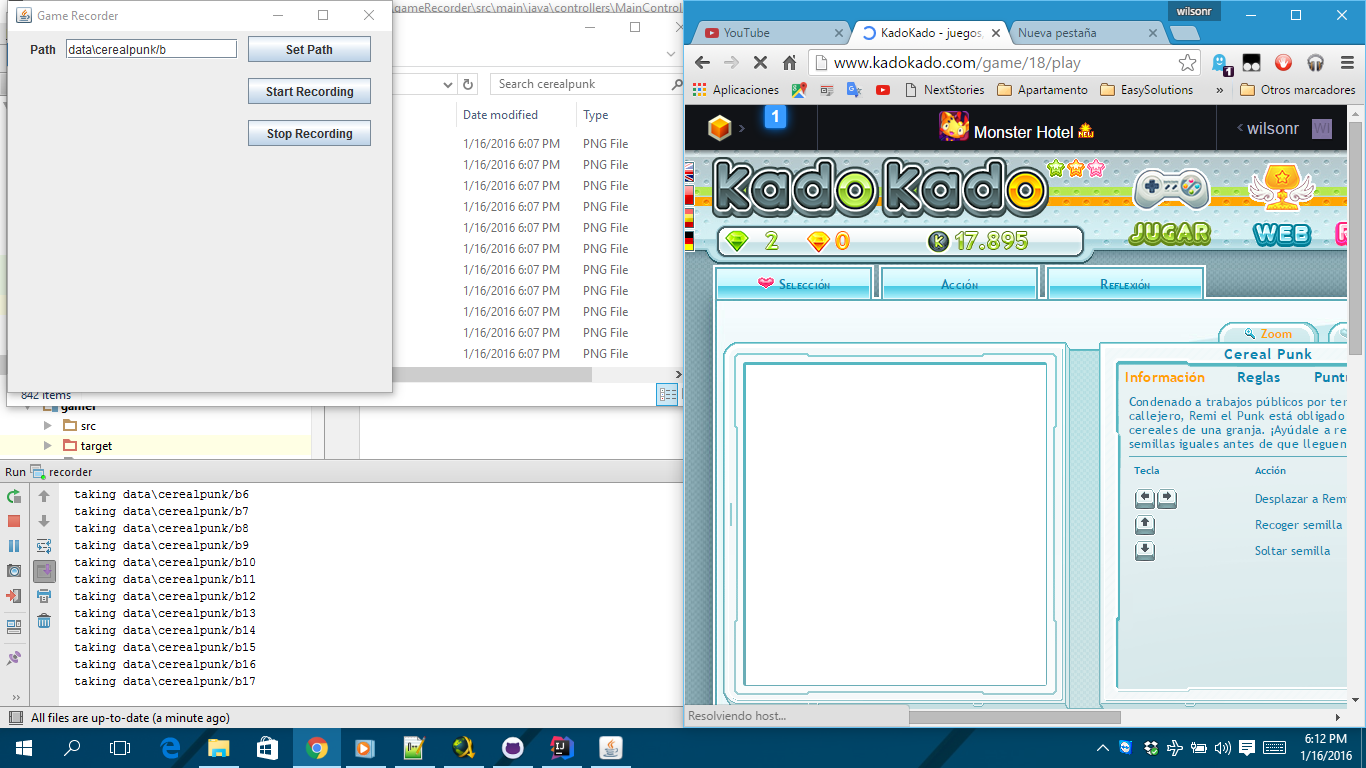 Game Recorder
Path data\cerealpunk/b Set Path
Start Recording
Stop Recording
.gameRecorder\src\main\java\controllers\MainControl
Search cerealpunk
Date modified Type
1/16/2016 6:07 PM PNG File
1/16/2016 6:07 PM PNG File
1/16/2016 6:07 PM PNG File
1/16/2016 6:07 PM PNG File
1/16/2016 6:07 PM PNG File
1/16/2016 6:07 PM PNG File
1/16/2016 6:07 PM PNG File
1/16/2016 6:07 PM PNG File
1/16/2016 6:07 PM PNG File
1/16/2016 6:07 PM PNG File
1/16/2016 6:07 PM PNG File
842 items
gamer
src
target
Run recorder
taking data\cerealpunk/b6
taking data\cerealpunk/b7
taking data\cerealpunk/b8
taking data\cerealpunk/b9
taking data\cerealpunk/b10
taking data\cerealpunk/b11
taking data\cerealpunk/b12
taking data\cerealpunk/b13
taking data\cerealpunk/b14
taking data\cerealpunk/b15
taking data\cerealpunk/b16
taking data\cerealpunk/b17
All files are up-to-date (a minute ago)
wilsonr
YouTube KadoKado - juegos, Nueva pestaña
www.kadokado.com/game/18/play
1
Aplicaciones NextStories Apartamento EasySolutions » Otros marcadores
1 Monster Hotel NEW wilsonr WI
kadokado
JUGAR WEB
2 0 K 17.895
Selección Acción Reflexión
Zoom
Cereal Punk
Información Reglas Puntu
Condenado a trabajos públicos por ter
callejero, Remi el Punk está obligado
cereales de una granja. ¡Ayúdale a re
semillas iguales antes de que lleguen
Tecla Acción
Desplazar a Rem
Recoger semilla
Soltar semilla
Resolviendo host...
6:12 PM
1/16/2016